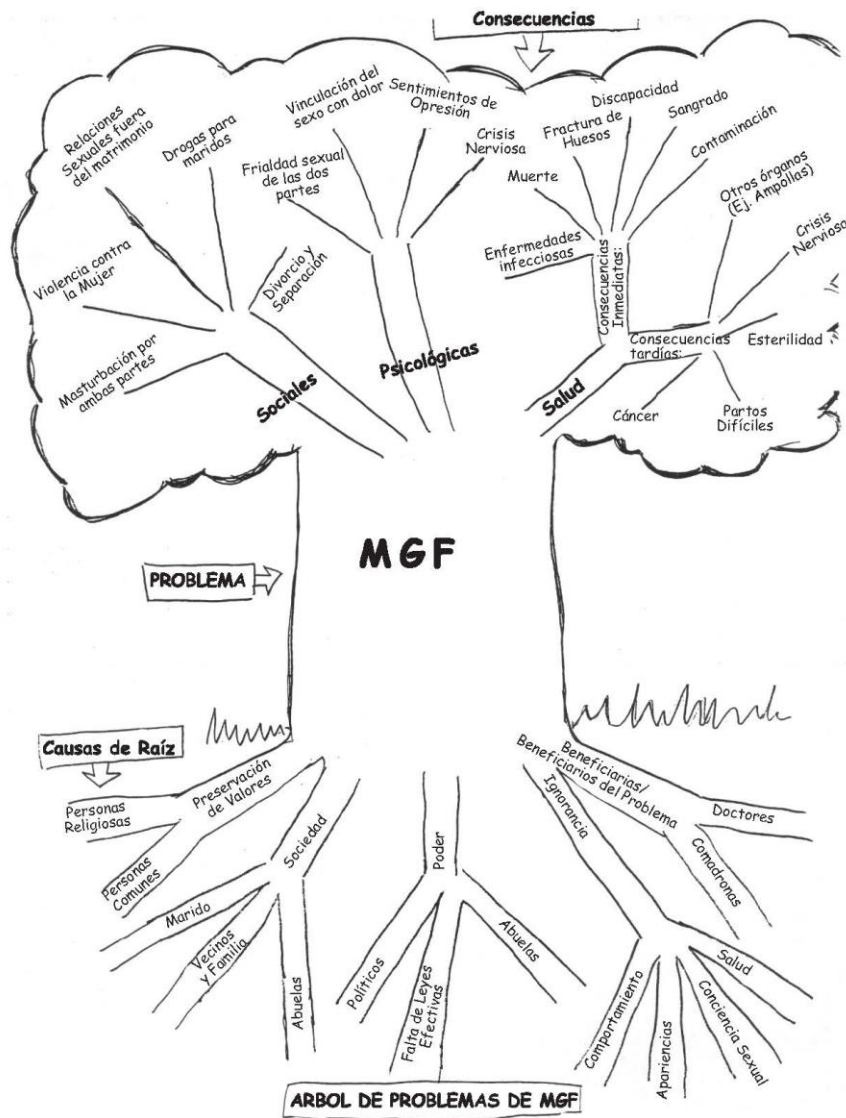 Consecuencias
Relaciones
Sexuales fuera
del matrimonio
Drogas para
maridos
Vinculación del
sexo con dolor
Sentimientos de
Opresión
Crisis
Nerviosa
Frialdad sexual
de las dos
partes
Violencia contra
la Mujer
Divorcio y
Separación
Masturbación por
ambas partes
Sociales
Psicológicas
Muerte
Fractura de
Huesos
Discapacidad
Sangrado
Contaminación
Enfermedades
infecciosas
Consecuencias
Inmediatas:
Otros órganos
(Ej. Ampollas)
Crisis
Nerviosa
Consecuencias
tardías:
Esterilidad
Salud
Cáncer
Partos
Difíciles
MGF
PROBLEMA
Causas de Raíz
Personas
Religiosas
Preservación
de Valores
Personas
Comunes
Sociedad
Marido
Vecinos
y Familia
Abuelas
Poder
Políticos
Falta de Leyes
Efectivas
Abuelas
Beneficiarias/
Beneficiarios del Problema
Doctores
Comadronas
Ignorancia
Salud
Conciencia Sexual
Apariencias
Comportamiento
ARBOL DE PROBLEMAS DE MGF